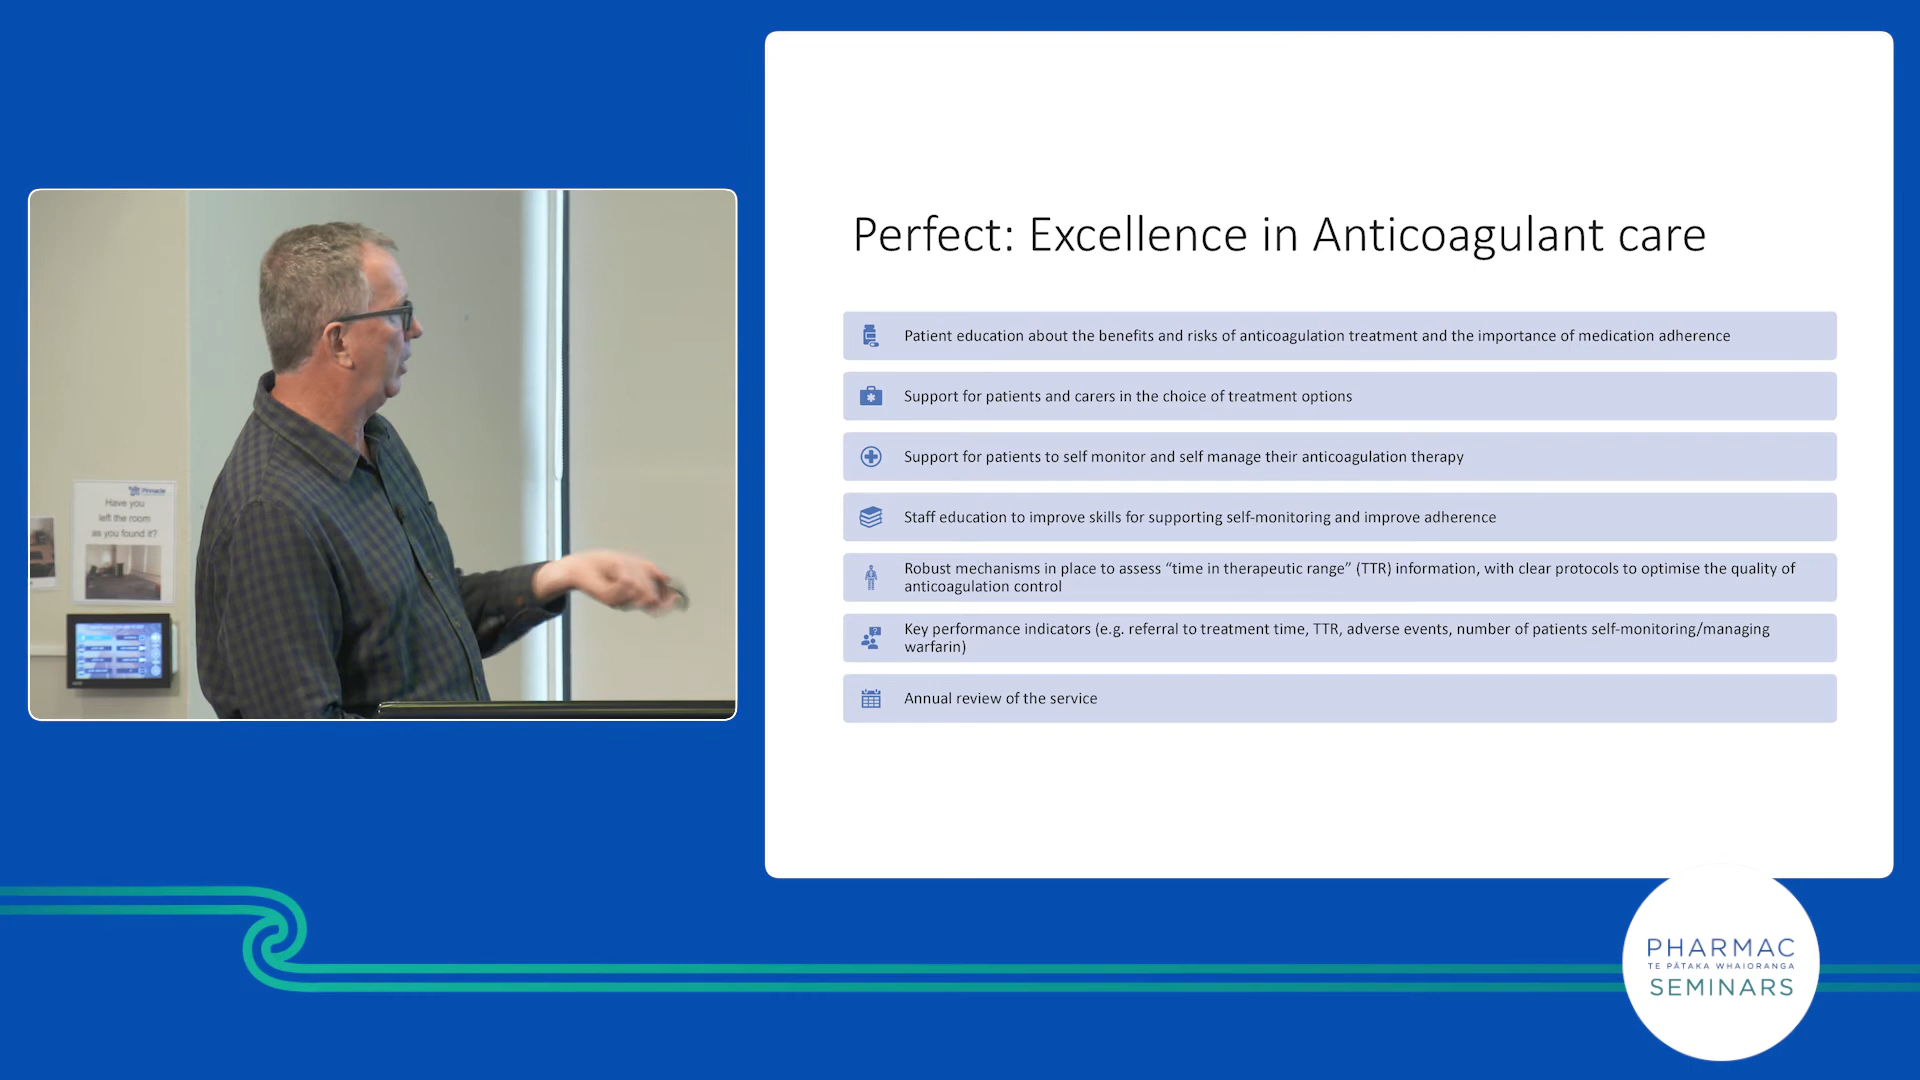 Perfect: Excellence in Anticoagulant care
Patient education about the benefits and risks of anticoagulation treatment and the importance of medication adherence
Support for patients and carers in the choice of treatment options
Support for patients to self monitor and self manage their anticoagulation therapy
Staff education to improve skills for supporting self-monitoring and improve adherence
Robust mechanisms in place to assess “time in therapeutic range” (TTR) information, with clear protocols to optimise the quality of
anticoagulation control
Key performance indicators (e.g. referral to treatment time, TTR, adverse events, number of patients self-monitoring/managing
warfarin)
Annual review of the service
Pinnacle
Have you
left the room
as you found it?
PHARMAC
TE PĀTAKA WHAIORANGA
SEMINARS